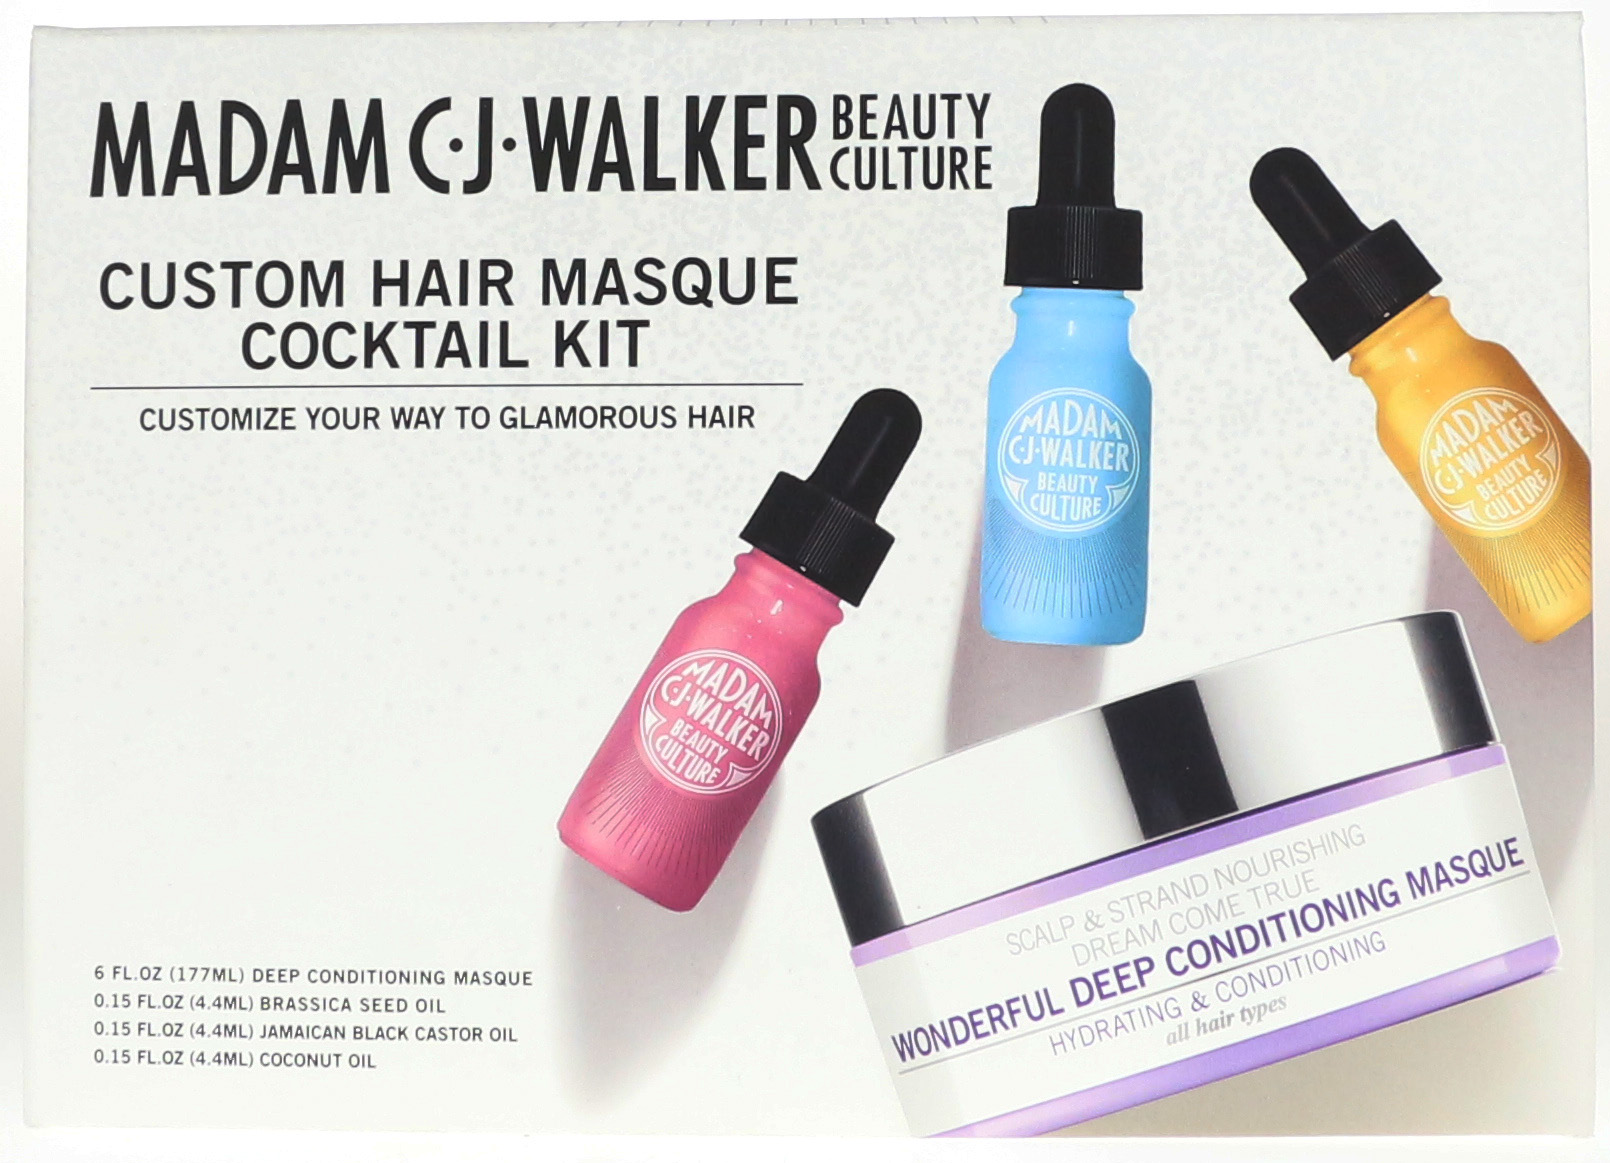 MADAM C·J·WALKER BEAUTY CULTURE
CUSTOM HAIR MASQUE
COCKTAIL KIT
CUSTOMIZE YOUR WAY TO GLAMOROUS HAIR
MADAM
C·J·WALKER
BEAUTY
CULTURE
MADAM
C·J·WALKER
BEAUTY
CULTURE
MADAM
C·J·WALKER
BEAUTY
CULTURE
SCALP & STRAND NOURISHING
DREAM COME TRUE
WONDERFUL DEEP CONDITIONING MASQUE
HYDRATING & CONDITIONING
all hair types
6 FL.OZ (177ML) DEEP CONDITIONING MASQUE
0.15 FL.OZ (4.4ML) BRASSICA SEED OIL
0.15 FL.OZ (4.4ML) JAMAICAN BLACK CASTOR OIL
0.15 FL.OZ (4.4ML) COCONUT OIL